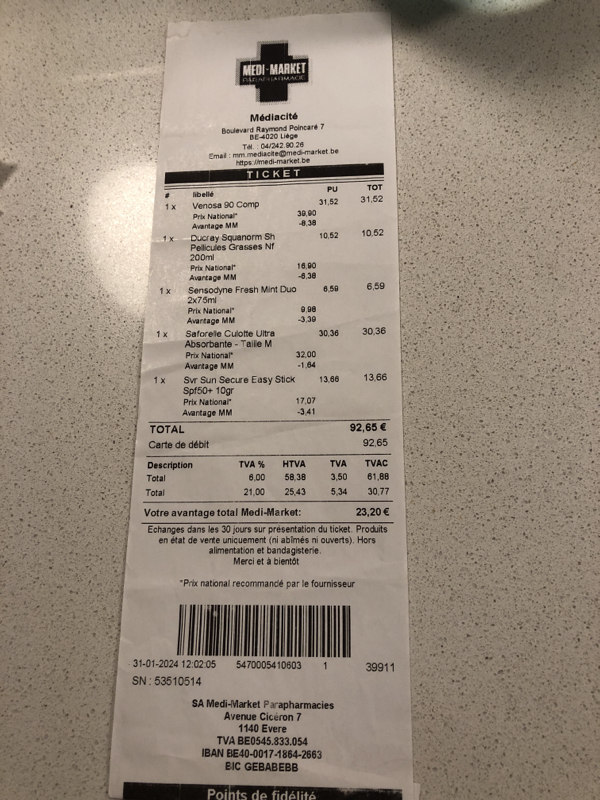 MEDI-MARKET
PARAPHARMACIE
Médiacité
Boulevard Raymond Poincaré 7
BE-4020 Liège
Tél. : 04/242.90.26
Email : mm.mediacite@medi-market.be
https://medi-market.be
TICKET
# libellé PU TOT
1 x Venosa 90 Comp 31,52 31,52
Prix National* 39,90
Avantage MM -8,38
1 x Ducray Squanorm Sh 10,52 10,52
Pellicules Grasses Nf
200ml
Prix National* 16,90
Avantage MM -6,38
1 x Sensodyne Fresh Mint Duo 6,59 6,59
2x75ml
Prix National* 9,98
Avantage MM -3,39
1 x Saforelle Culotte Ultra 30,36 30,36
Absorbante - Taille M
Prix National* 32,00
Avantage MM -1,64
1 x Svr Sun Secure Easy Stick 13,66 13,66
Spf50+ 10gr
Prix National* 17,07
Avantage MM -3,41
TOTAL 92,65 €
Carte de débit 92,65
Description TVA % HTVA TVA TVAC
Total 6,00 58,38 3,50 61,88
Total 21,00 25,43 5,34 30,77
Votre avantage total Medi-Market: 23,20 €
Echanges dans les 30 jours sur présentation du ticket. Produits
en état de vente uniquement (ni abîmés ni ouverts). Hors
alimentation et bandagisterie.
Merci et à bientôt
*Prix national recommandé par le fournisseur
31-01-2024 12:02:05 5470005410603 1 39911
SN : 53510514
SA Medi-Market Parapharmacies
Avenue Cicéron 7
1140 Evere
TVA BE0545.833.054
IBAN BE40-0017-1864-2663
BIC GEBABEBB
Points de fidélité